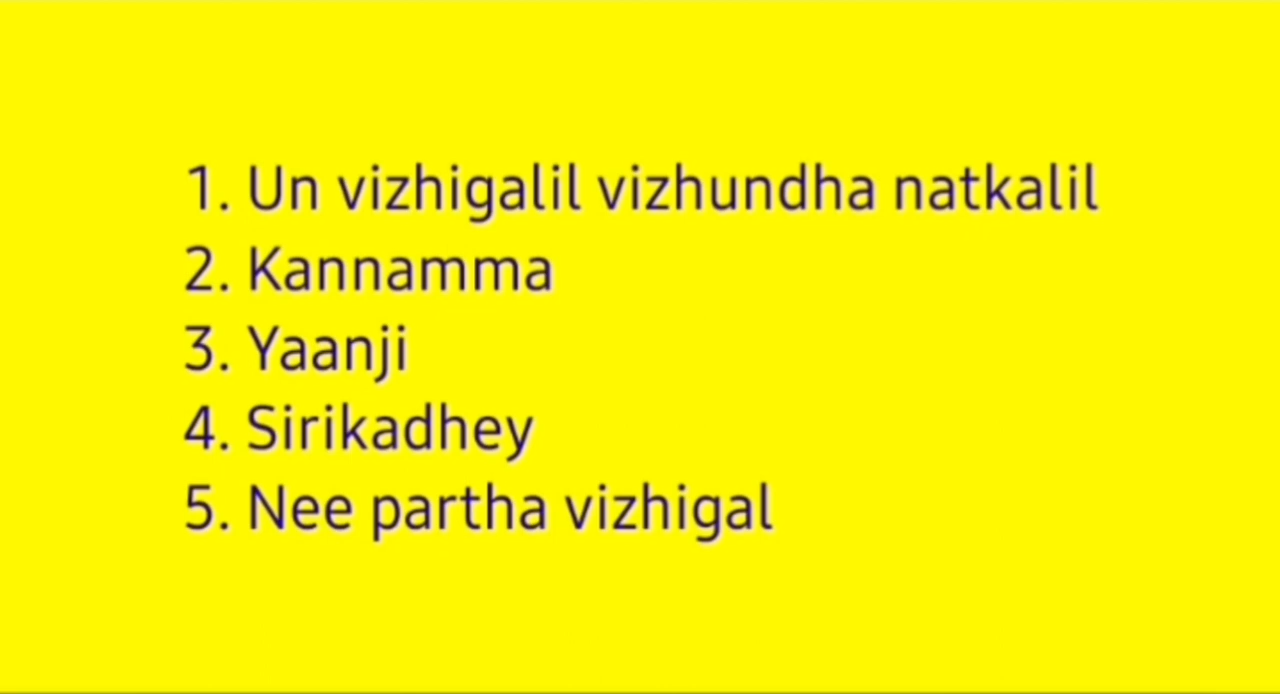 1. Un vizhigalil vizhundha natkalil
2. Kannamma
3. Yaanji
4. Sirikadhey
5. Nee partha vizhigal